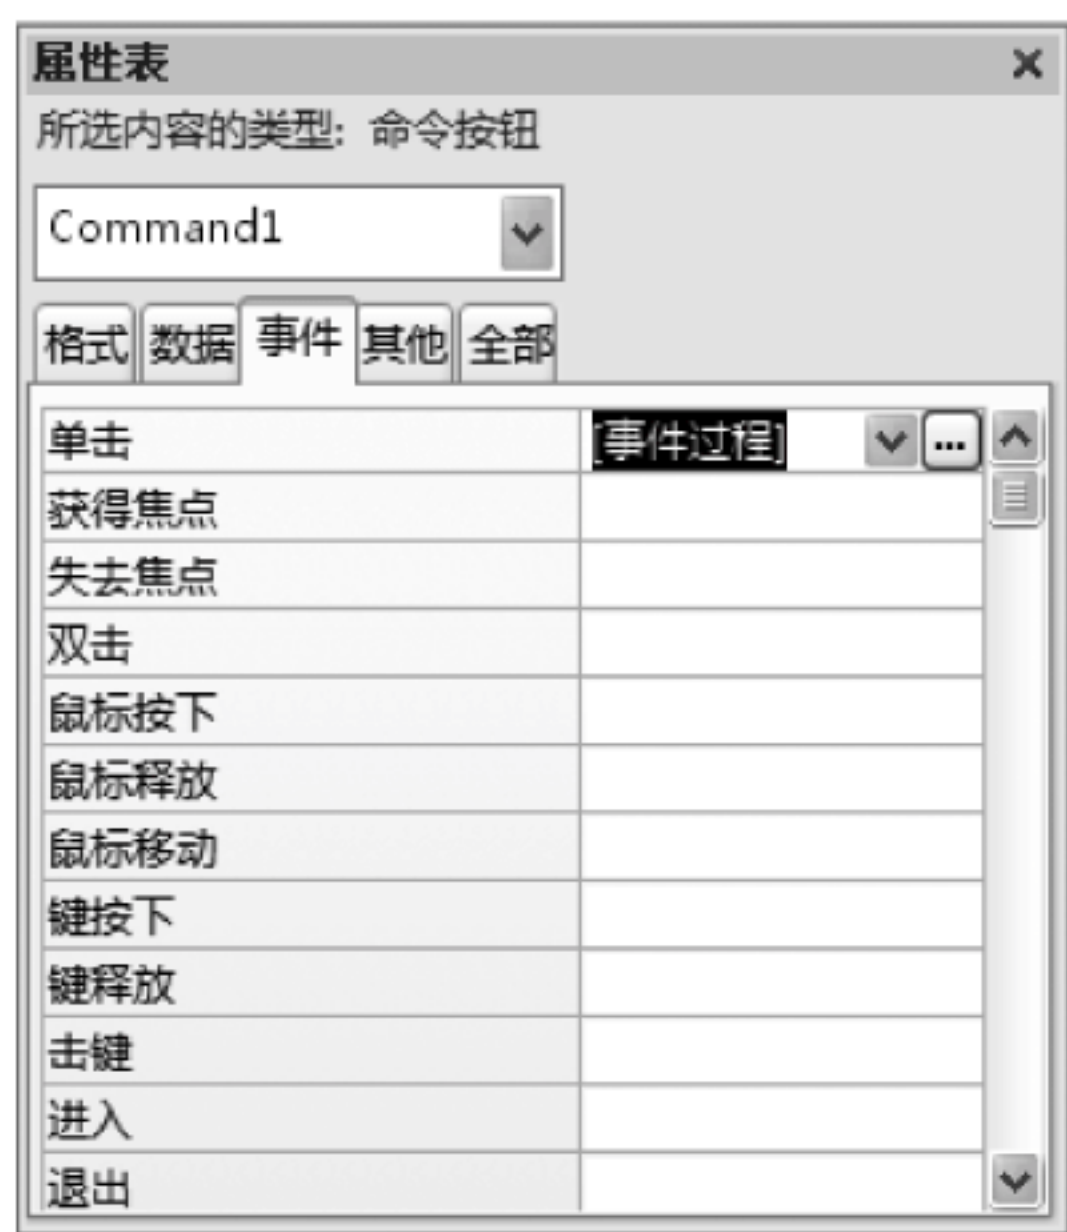 属性表
所选内容的类型: 命令按钮
Command1
格式 数据 事件 其他 全部
单击 [事件过程] ...
获得焦点
失去焦点
双击
鼠标按下
鼠标释放
鼠标移动
键按下
键释放
击键
进入
退出